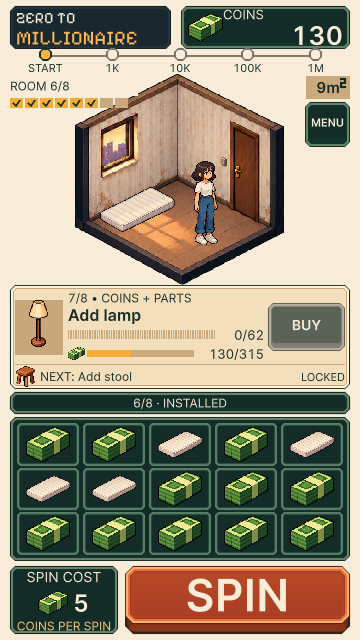 ZERO TO
MILLIONAIRE
COINS
130
START 1K 10K 100K 1M
ROOM 6/8
9m²
MENU
7/8 • COINS + PARTS
Add lamp
0/62
130/315
BUY
NEXT: Add stool
LOCKED
6/8 · INSTALLED
SPIN COST
5
COINS PER SPIN
SPIN